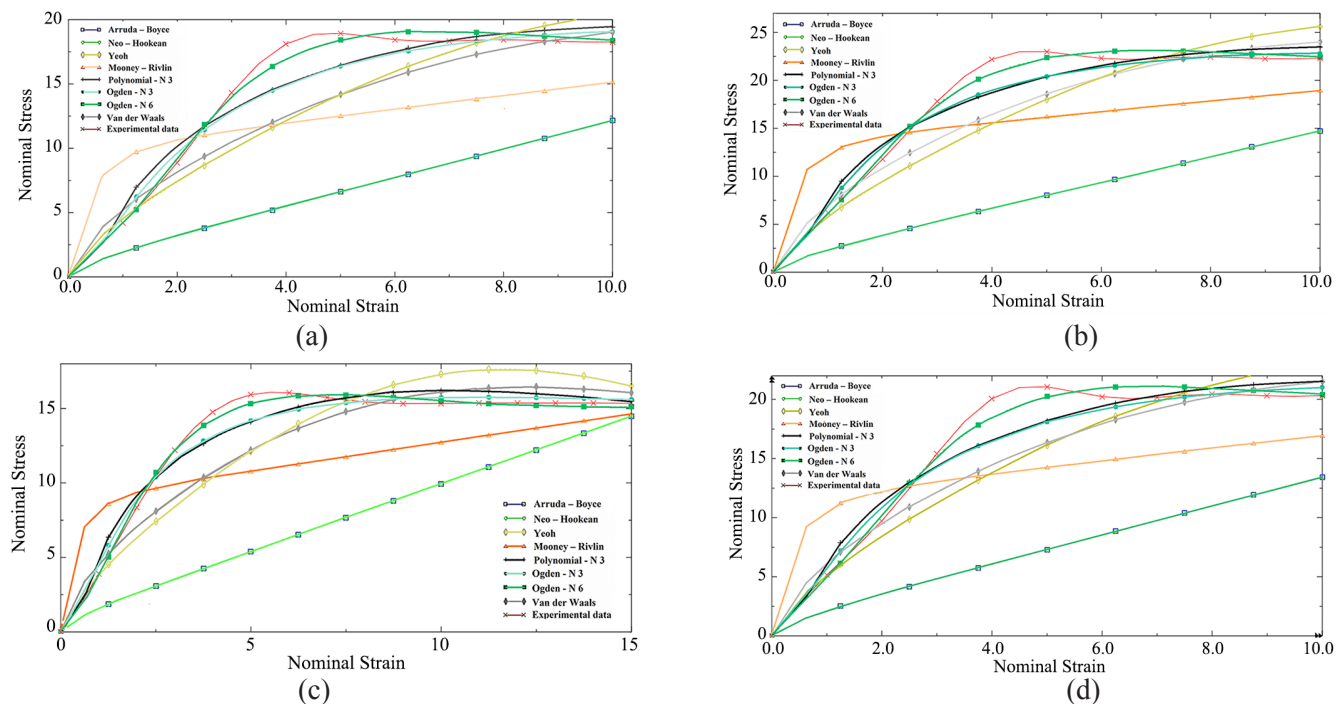 20
15
10
5
0
0.0
2.0
4.0
6.0
8.0
10.0
Nominal Stress
Nominal Strain
Arruda – Boyce
Neo – Hookean
Yeoh
Mooney – Rivlin
Polynomial - N 3
Ogden - N 3
Ogden - N 6
Van der Waals
Experimental data
(a)
25
20
15
10
5
0
0.0
2.0
4.0
6.0
8.0
10.0
Nominal Stress
Nominal Strain
Arruda – Boyce
Neo – Hookean
Yeoh
Mooney – Rivlin
Polynomial - N 3
Ogden - N 3
Ogden - N 6
Van der Waals
Experimental data
(b)
15
10
5
0
0.0
5
10
15
Nominal Stress
Nominal Strain
Arruda – Boyce
Neo – Hookean
Yeoh
Mooney – Rivlin
Polynomial - N 3
Ogden - N 3
Ogden - N 6
Van der Waals
Experimental data
(c)
20
15
10
5
0
0.0
2.0
4.0
6.0
8.0
10.0
Nominal Stress
Nominal Strain
Arruda – Boyce
Neo – Hookean
Yeoh
Mooney – Rivlin
Polynomial - N 3
Ogden - N 3
Ogden - N 6
Van der Waals
Experimental data
(d)